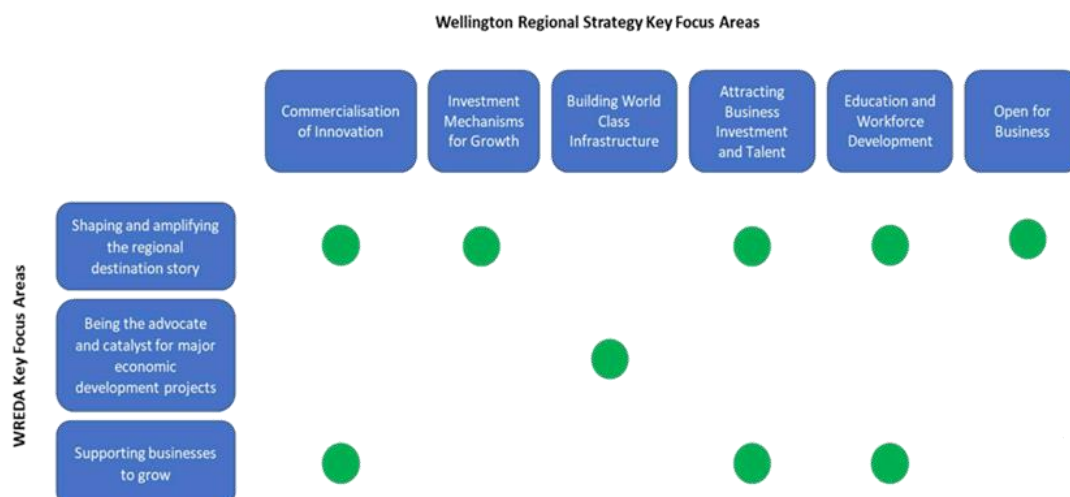 Wellington Regional Strategy Key Focus Areas
Commercialisation
of Innovation
Investment
Mechanisms
for Growth
Building World
Class
Infrastructure
Attracting
Business
Investment
and Talent
Education and
Workforce
Development
Open for
Business
WREDA Key Focus Areas
Shaping and amplifying
the regional
destination story
Being the advocate
and catalyst for major
economic
development projects
Supporting businesses
to grow